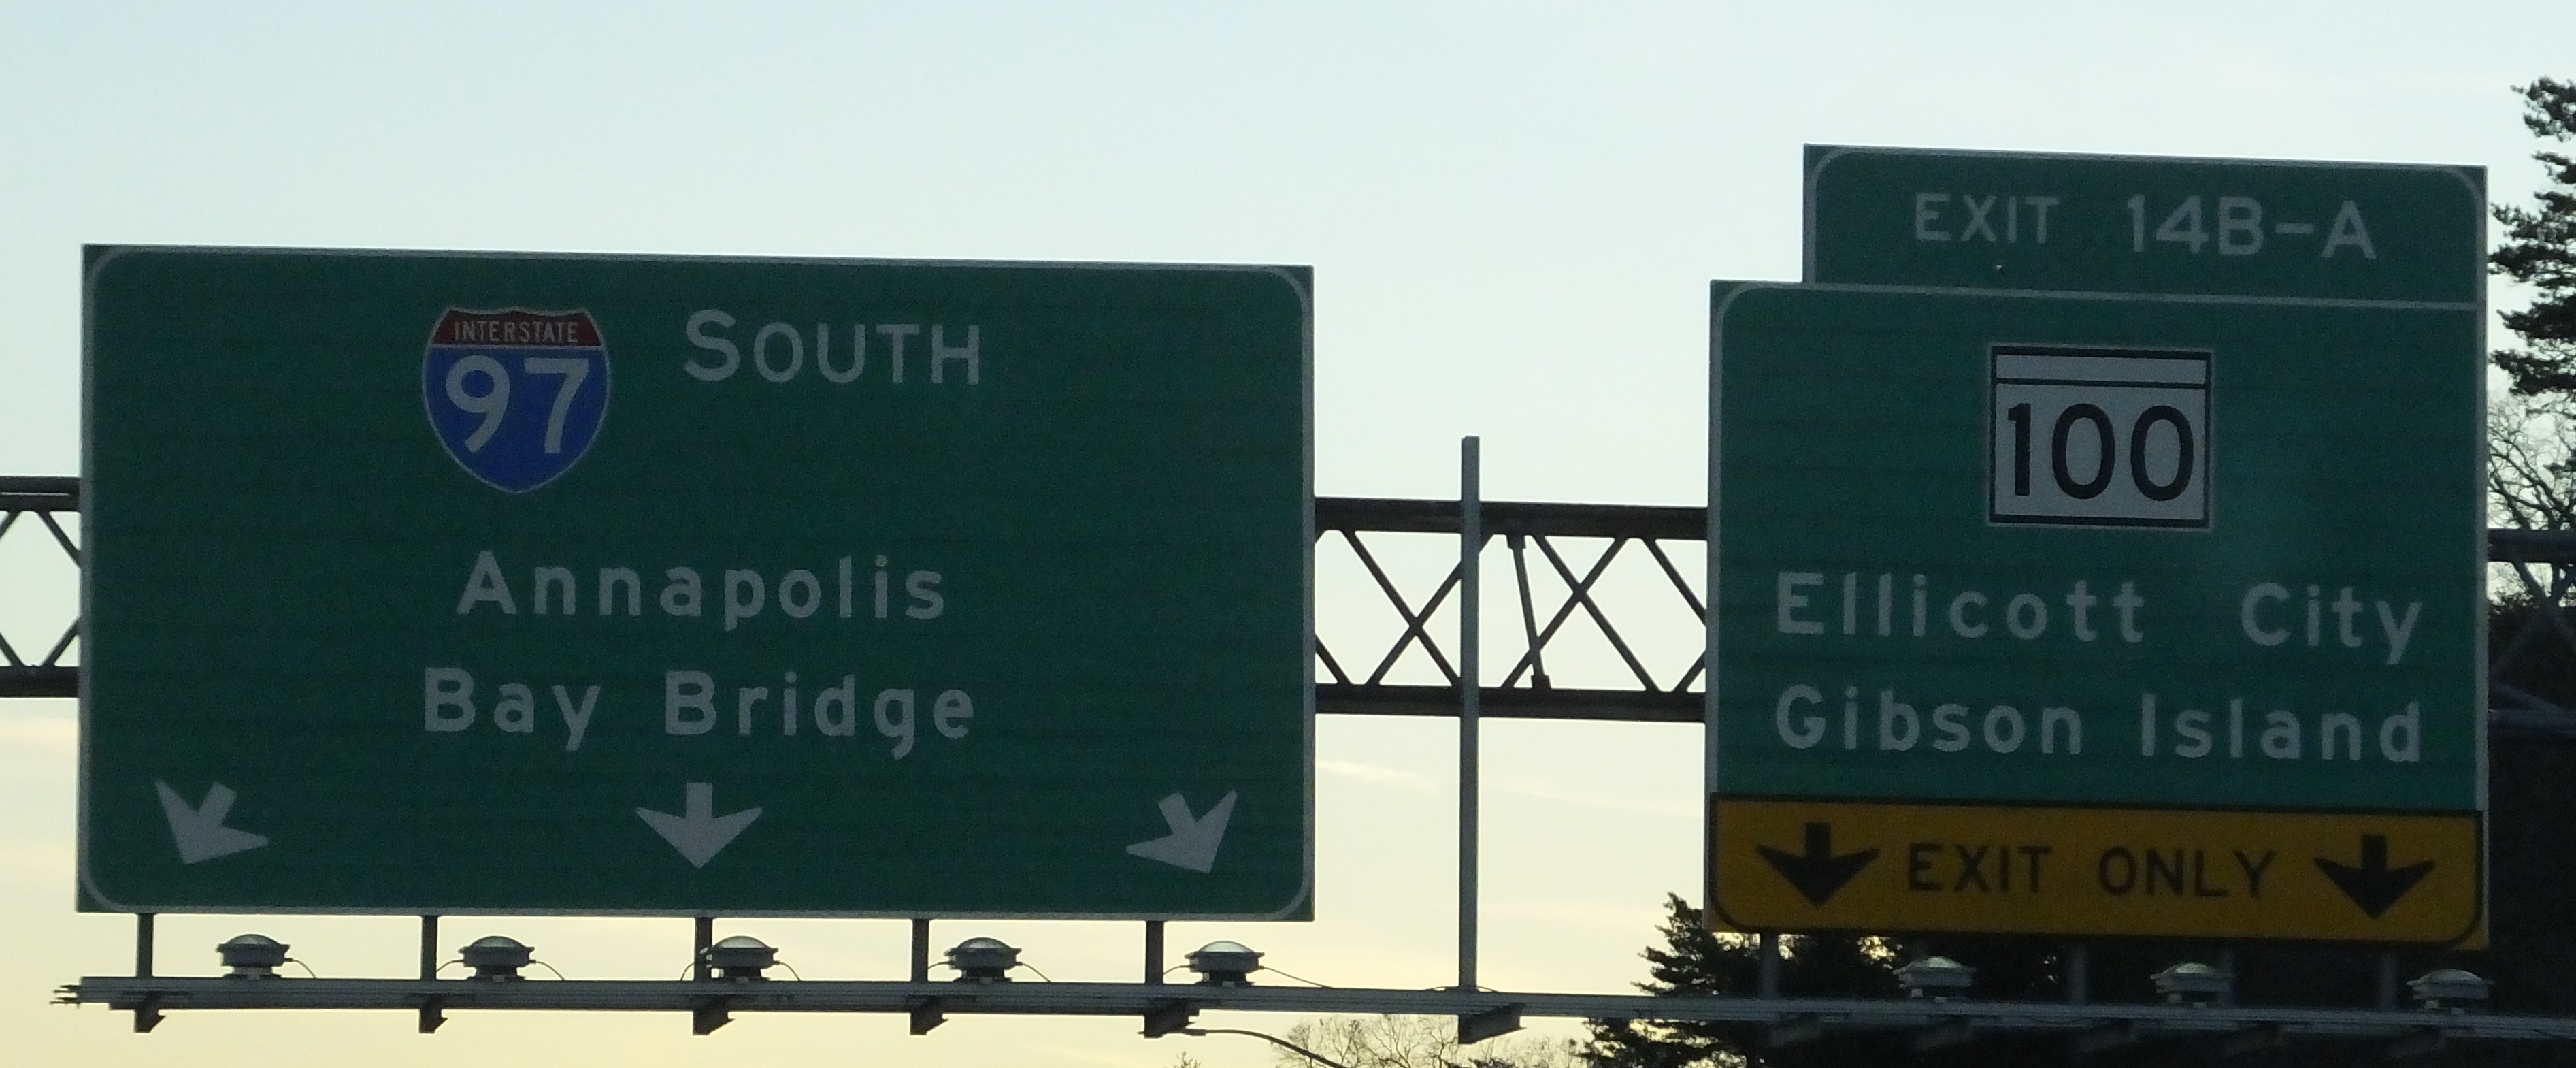 INTERSTATE
97
SOUTH
Annapolis
Bay Bridge
EXIT 14B-A
100
Ellicott City
Gibson Island
EXIT ONLY